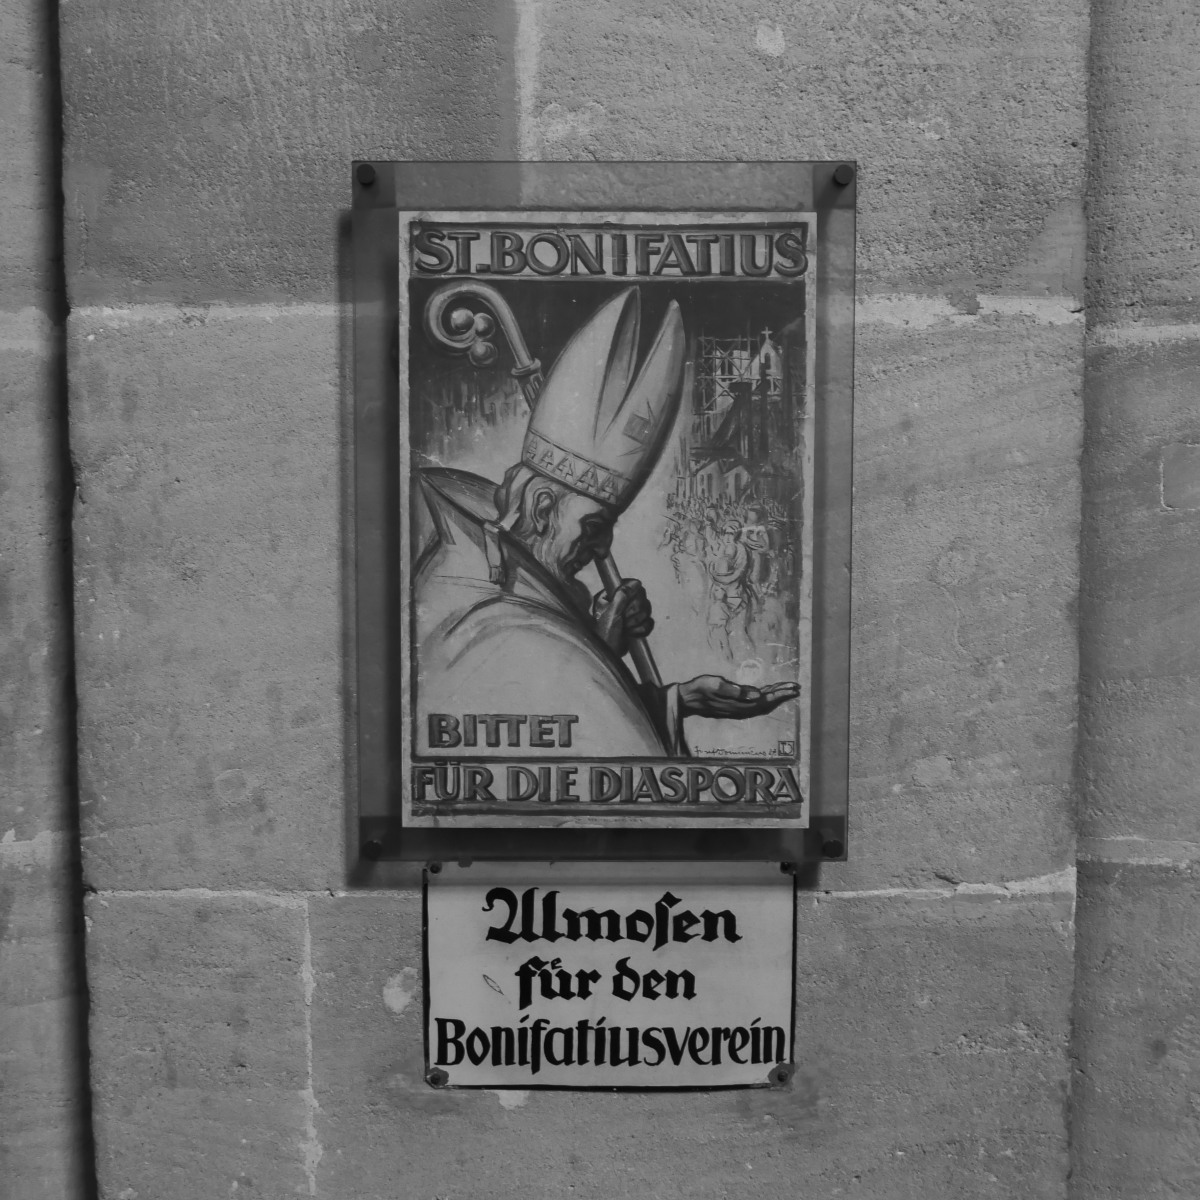 ST. BONIFATIUS
BITTET
FÜR DIE DIASPORA
Almoſen
für den
Bonifatiusverein